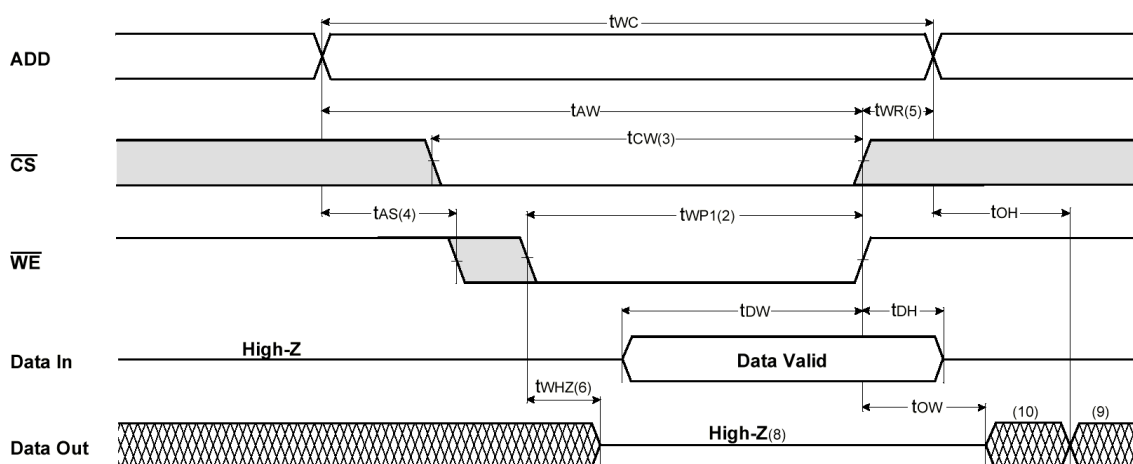 tWC
ADD
tAW
tWR(5)
tCW(3)
CS
tAS(4)
tWP1(2)
tOH
WE
tDW
tDH
High-Z
Data In
Data Valid
tWHZ(6)
tOW
(10)
(9)
High-Z(8)
Data Out